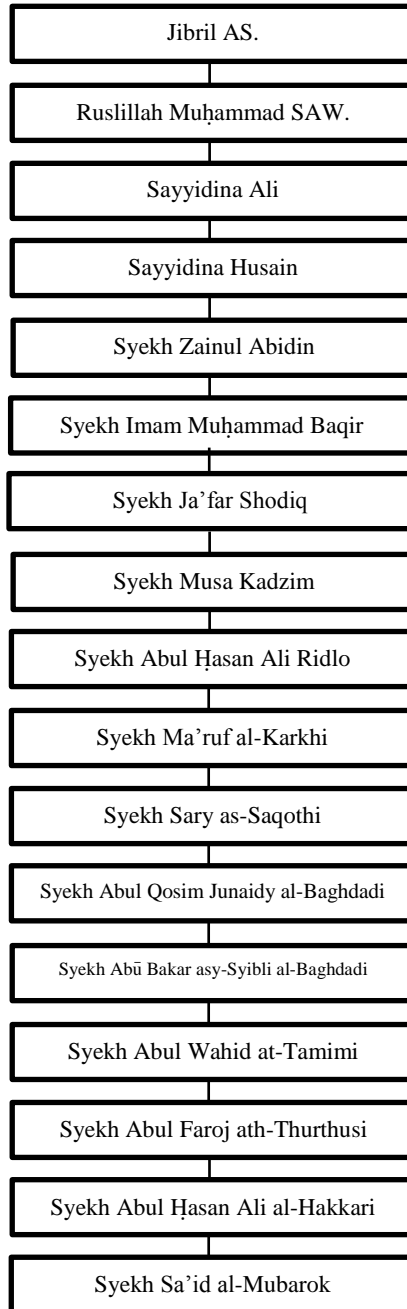 Jibril AS.
Ruslillah Muḥammad SAW.
Sayyidina Ali
Sayyidina Husain
Syekh Zainul Abidin
Syekh Imam Muḥammad Baqir
Syekh Ja’far Shodiq
Syekh Musa Kadzim
Syekh Abul Ḥasan Ali Ridlo
Syekh Ma’ruf al-Karkhi
Syekh Sary as-Saqothi
Syekh Abul Qosim Junaidy al-Baghdadi
Syekh Abū Bakar asy-Syibli al-Baghdadi
Syekh Abul Wahid at-Tamimi
Syekh Abul Faroj ath-Thurthusi
Syekh Abul Ḥasan Ali al-Hakkari
Syekh Sa’id al-Mubarok